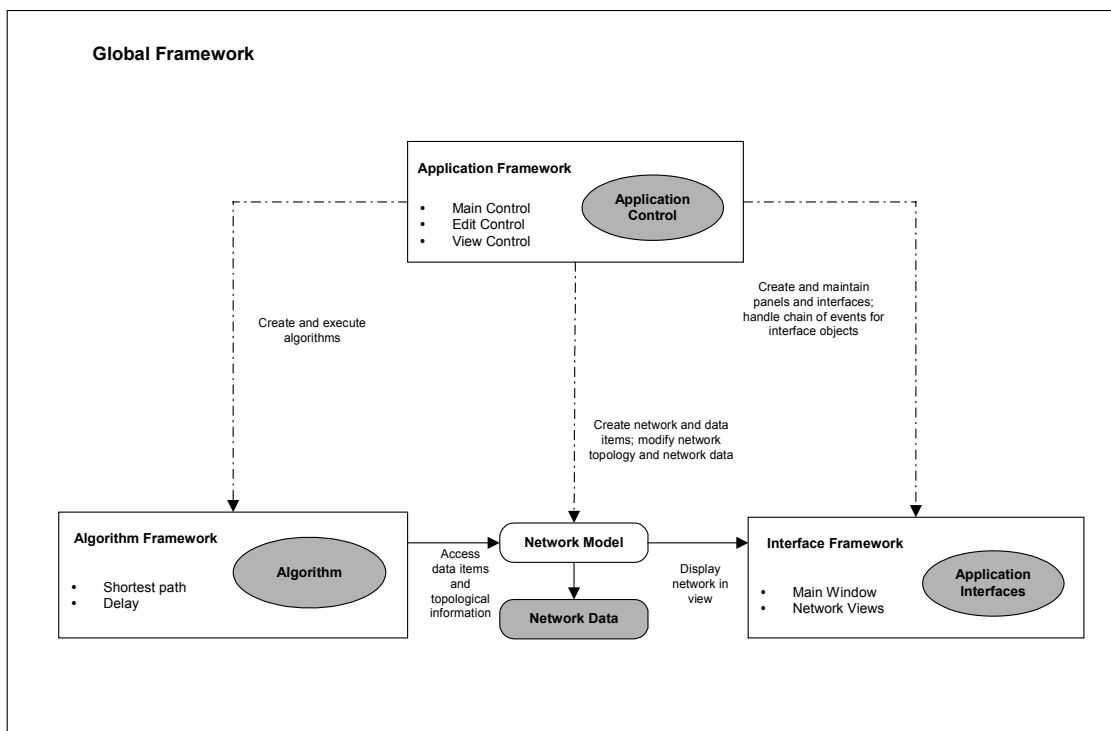 Global Framework
Application Framework
• Main Control
• Edit Control
• View Control
Application
Control
Create and execute
algorithms
Create and maintain
panels and interfaces;
handle chain of events for
interface objects
Create network and data
items; modify network
topology and network data
Algorithm Framework
• Shortest path
• Delay
Algorithm
Access
data items
and
topological
information
Network Model
Network Data
Display
network in
view
Interface Framework
• Main Window
• Network Views
Application
Interfaces